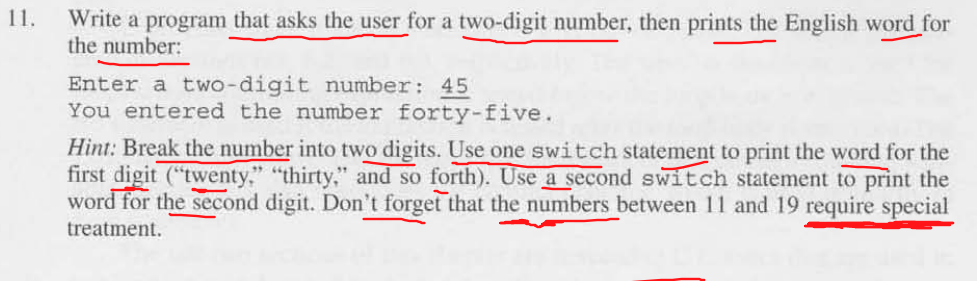 11. Write a program that asks the user for a two-digit number, then prints the English word for
the number:
Enter a two-digit number: 45
You entered the number forty-five.
Hint: Break the number into two digits. Use one switch statement to print the word for the
first digit (“twenty,” “thirty,” and so forth). Use a second switch statement to print the
word for the second digit. Don’t forget that the numbers between 11 and 19 require special
treatment.